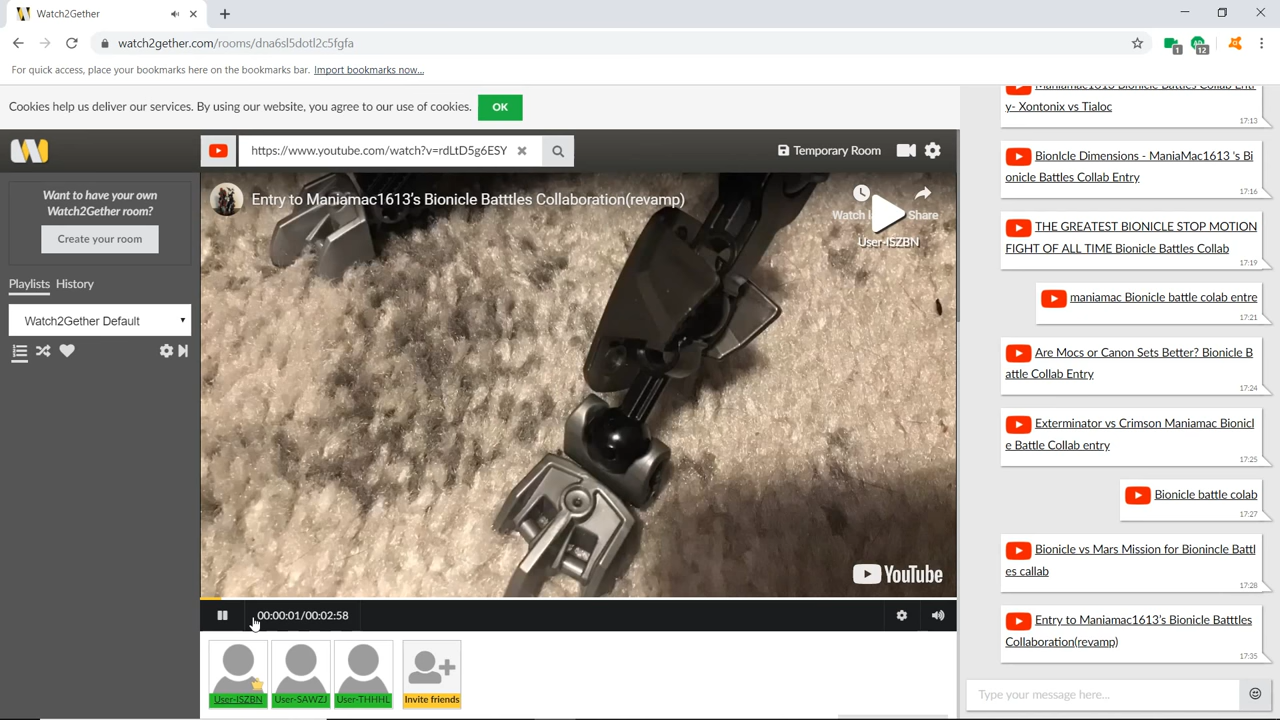 Watch2Gether
watch2gether.com/rooms/dna6sl5dotl2c5fgfa
1
12
For quick access, place your bookmarks here on the bookmarks bar. Import bookmarks now...
Cookies help us deliver our services. By using our website, you agree to our use of cookies. OK
https://www.youtube.com/watch?v=rdLtD5g6ESY
Temporary Room
Want to have your own
Watch2Gether room?
Create your room
Playlists History
Watch2Gether Default
Entry to Maniamac1613's Bionicle Batttles Collaboration(revamp)
Share
User-ISZBN
YouTube
00:00:01/00:02:58
User-ISZBN
User-SAWZJ
User-THHHL
Invite friends
Maniamac1613 Bionicle Battles Collab Entr
y- Xontonix vs Tialoc
17:13
BionIcle Dimensions - ManiaMac1613 's Bi
onicle Battles Collab Entry
17:16
THE GREATEST BIONICLE STOP MOTION
FIGHT OF ALL TIME Bionicle Battles Collab
17:19
maniamac Bionicle battle colab entre
17:21
Are Mocs or Canon Sets Better? Bionicle B
attle Collab Entry
17:24
Exterminator vs Crimson Maniamac Bionicl
e Battle Collab entry
17:25
Bionicle battle colab
17:27
Bionicle vs Mars Mission for Bionincle Battl
es callab
17:28
Entry to Maniamac1613's Bionicle Batttles
Collaboration(revamp)
17:35
Type your message here...